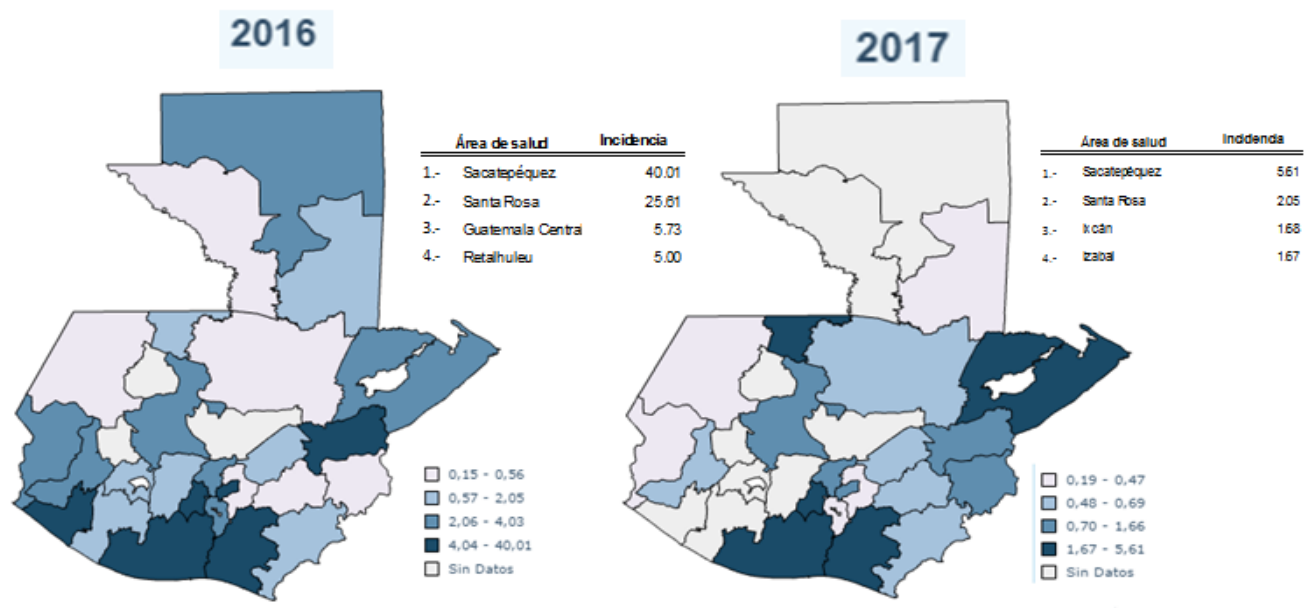 2016
Área de salud Incidencia
1.- Sacatepéquez 40.01
2.- Santa Rosa 25.61
3.- Guatemala Central 5.73
4.- Retalhuleu 5.00
0,15 - 0,56
0,57 - 2,05
2,06 - 4,03
4,04 - 40,01
Sin Datos
2017
Área de salud Incidencia
1.- Sacatepéquez 5.61
2.- Santa Rosa 2.05
3.- Ixcán 1.68
4.- Izabal 1.67
0,19 - 0,47
0,48 - 0,69
0,70 - 1,66
1,67 - 5,61
Sin Datos